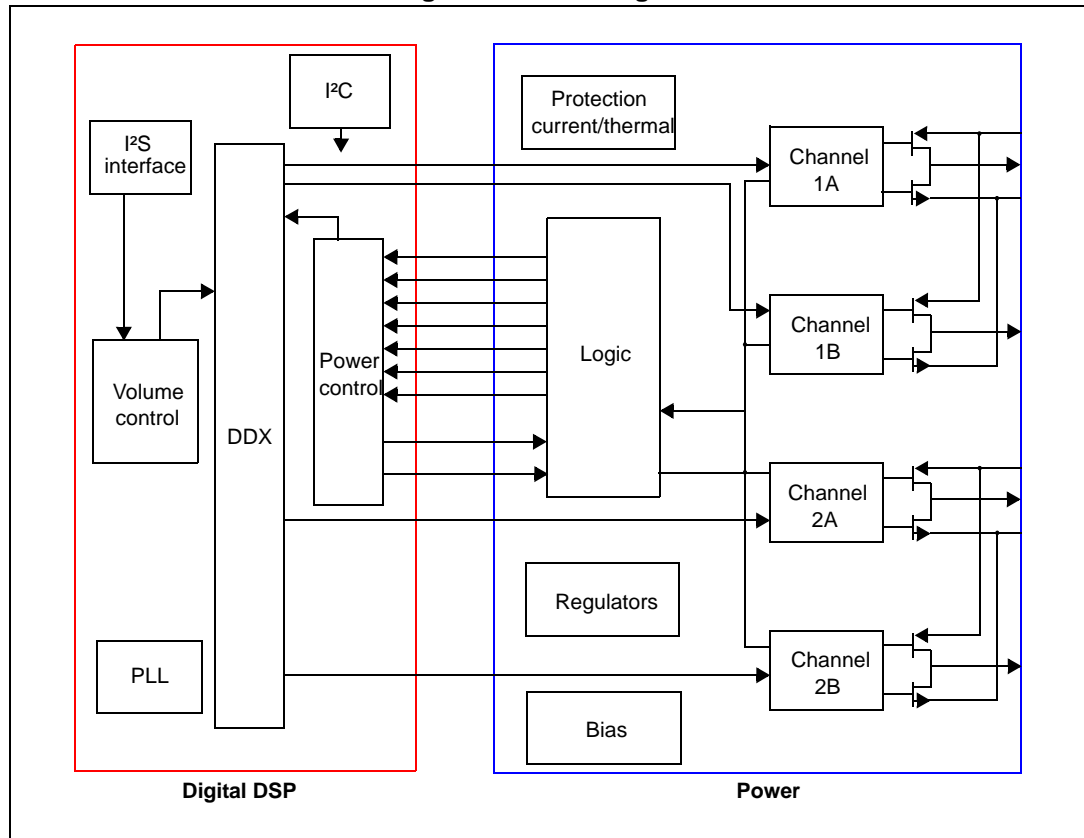 I²C
I²S
interface
Volume
control
DDX
Power
control
PLL
Protection
current/thermal
Logic
Regulators
Bias
Channel
1A
Channel
1B
Channel
2A
Channel
2B
Digital DSP
Power